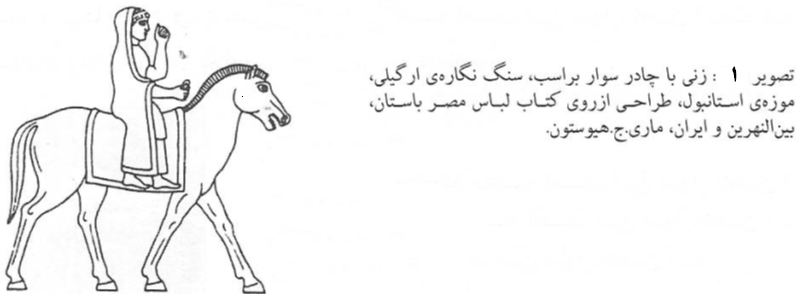 تصویر ۱ : زنی با چادر سوار براسب، سنگ نگاره‌ی ارگیلی،
موزه‌ی استانبول، طراحی ازروی کتاب لباس مصر باستان،
بین‌النهرین و ایران، ماری.ج.هیوستون.